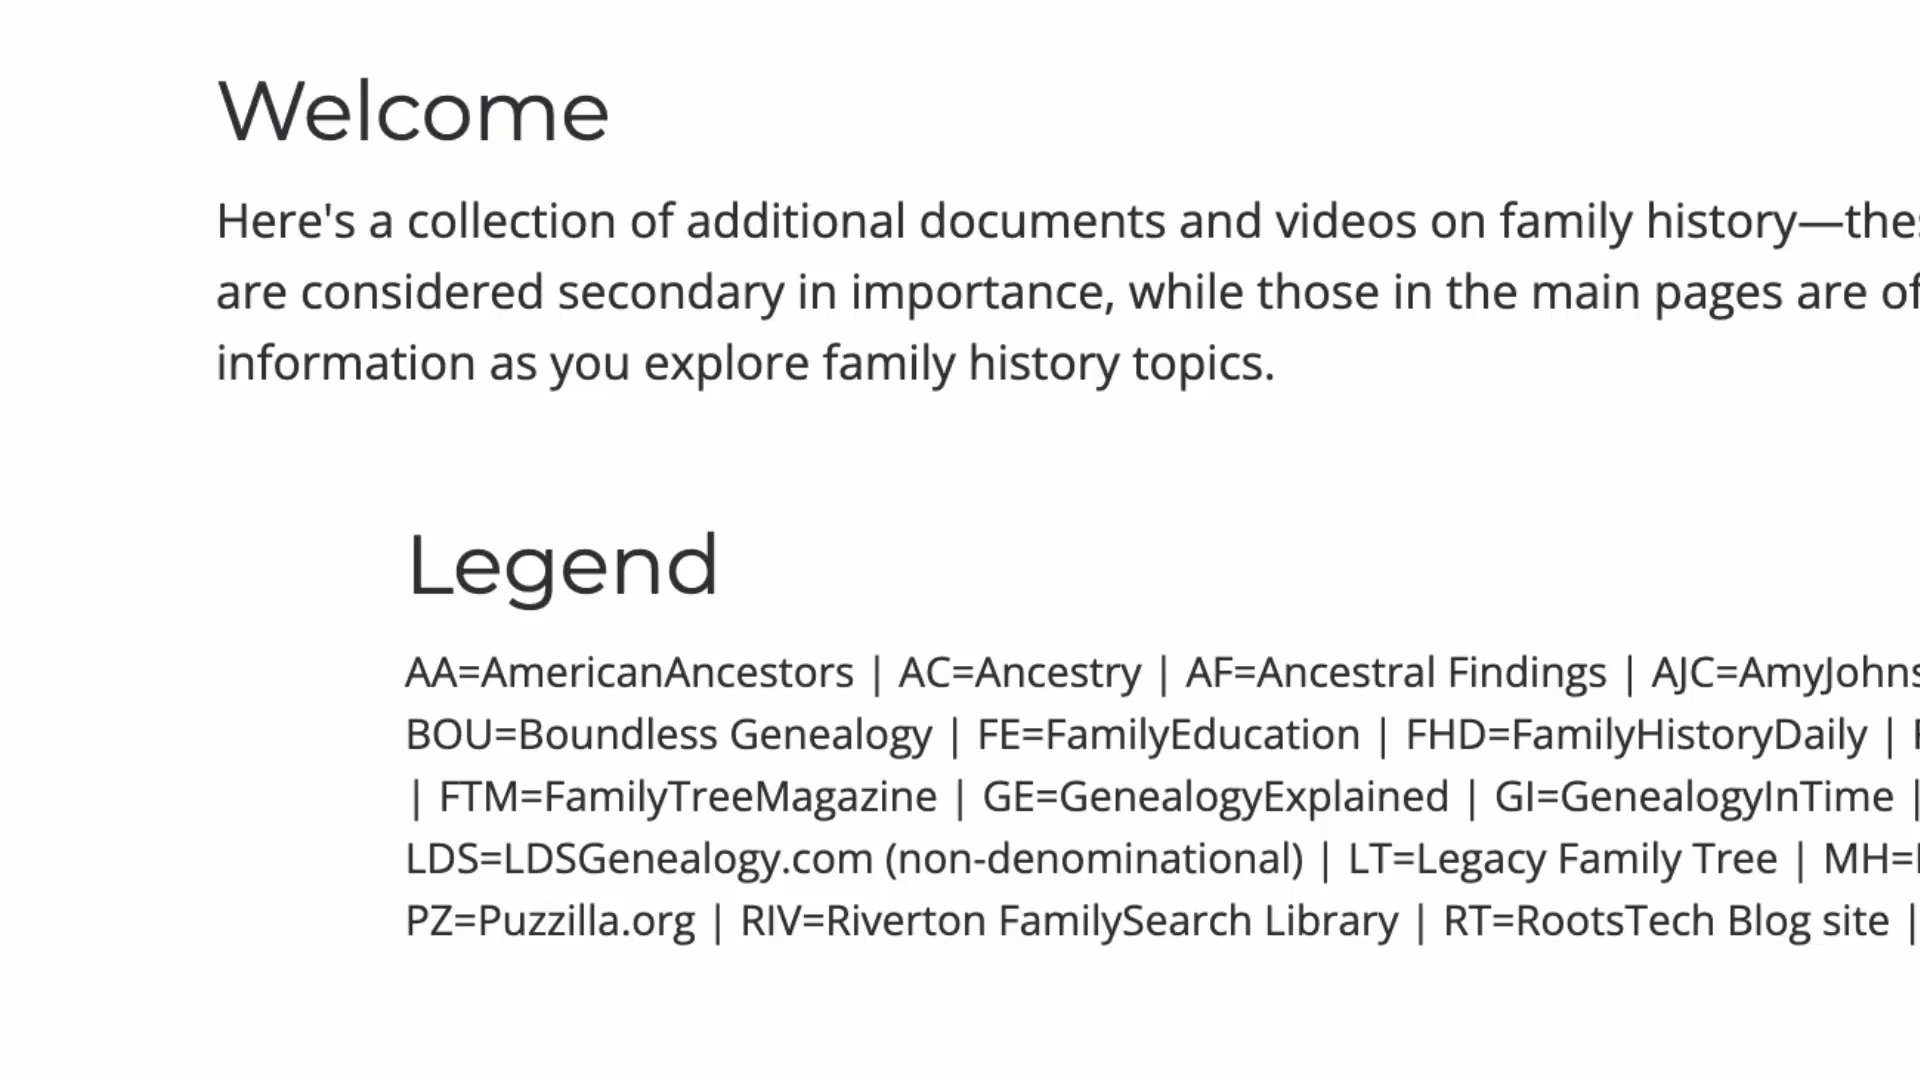 Welcome
Here's a collection of additional documents and videos on family history—
are considered secondary in importance, while those in the main pages are of
information as you explore family history topics.
Legend
AA=AmericanAncestors | AC=Ancestry | AF=Ancestral Findings |
BOU=Boundless Genealogy | FE=FamilyEducation | FHD=FamilyHistoryDaily |
| FTM=FamilyTreeMagazine | GE=GenealogyExplained | GI=GenealogyInTime |
LDS=LDSGenealogy.com (non-denominational) | LT=Legacy Family Tree | MH=
PZ=Puzzilla.org | RIV=Riverton FamilySearch Library | RT=RootsTech Blog site |